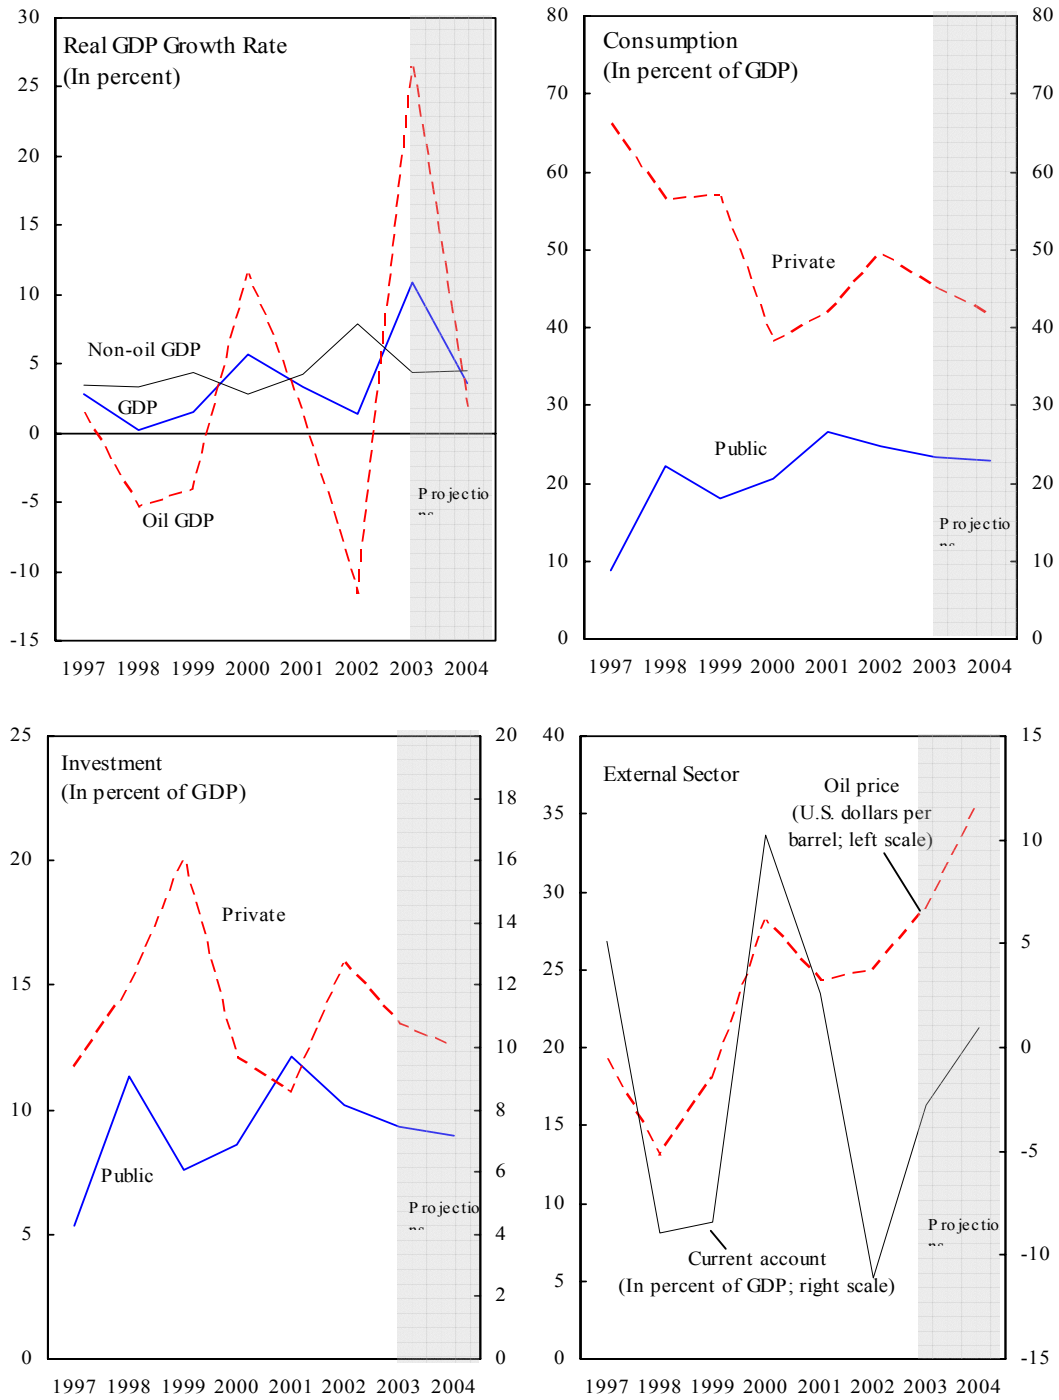 Real GDP Growth Rate
(In percent)
30
25
20
15
10
5
0
-5
-10
-15
Non-oil GDP
GDP
Oil GDP
Projectio
ns
1997 1998 1999 2000 2001 2002 2003 2004
Consumption
(In percent of GDP)
80
70
60
50
40
30
20
10
0
80
70
60
50
40
30
20
10
0
Private
Public
Projectio
ns
1997 1998 1999 2000 2001 2002 2003 2004
Investment
(In percent of GDP)
25
20
15
10
5
0
20
18
16
14
12
10
8
6
4
2
0
Private
Public
Projectio
ns
1997 1998 1999 2000 2001 2002 2003 2004
External Sector
40
35
30
25
20
15
10
5
0
15
10
5
0
-5
-10
-15
Oil price
(U.S. dollars per
barrel; left scale)
Current account
(In percent of GDP; right scale)
Projectio
ns
1997 1998 1999 2000 2001 2002 2003 2004